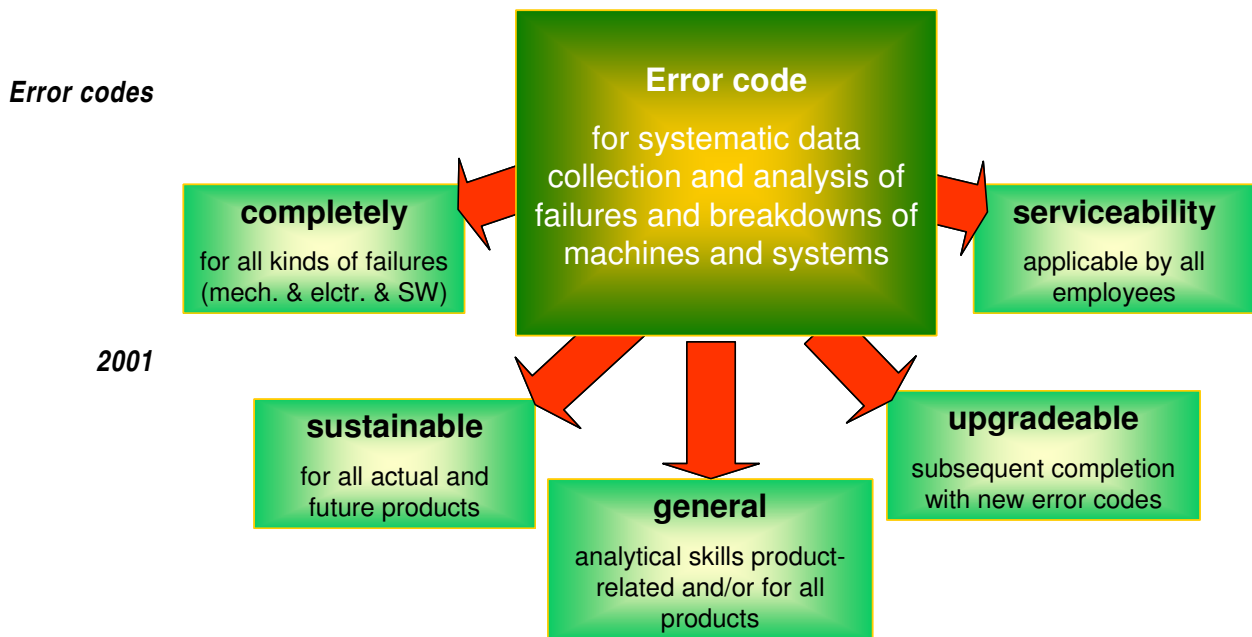 Error codes
2001
Error code
for systematic data
collection and analysis of
failures and breakdowns of
machines and systems
completely
for all kinds of failures
(mech. & elctr. & SW)
serviceability
applicable by all
employees
sustainable
for all actual and
future products
general
analytical skills product-
related and/or for all
products
upgradeable
subsequent completion
with new error codes